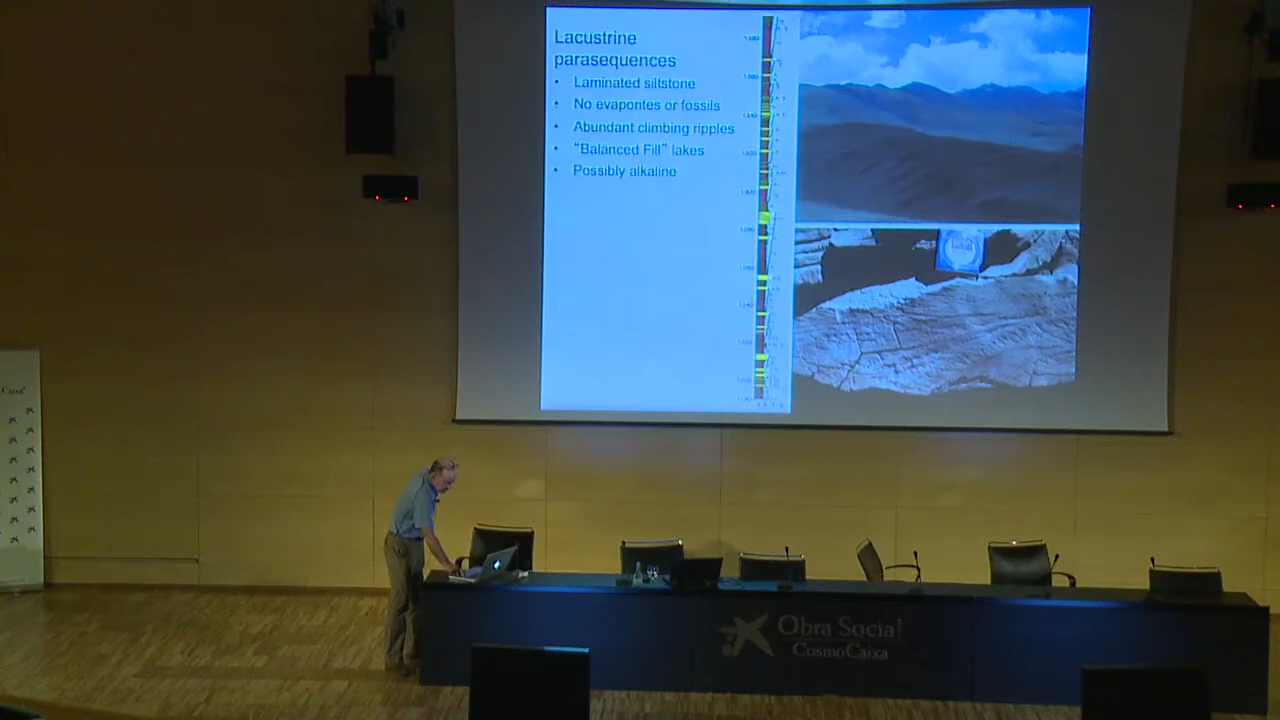 Lacustrine
parasequences
• Laminated siltstone
• No evaporites or fossils
• Abundant climbing ripples
• “Balanced Fill” lakes
• Possibly alkaline
Obra Social
CosmoCaixa